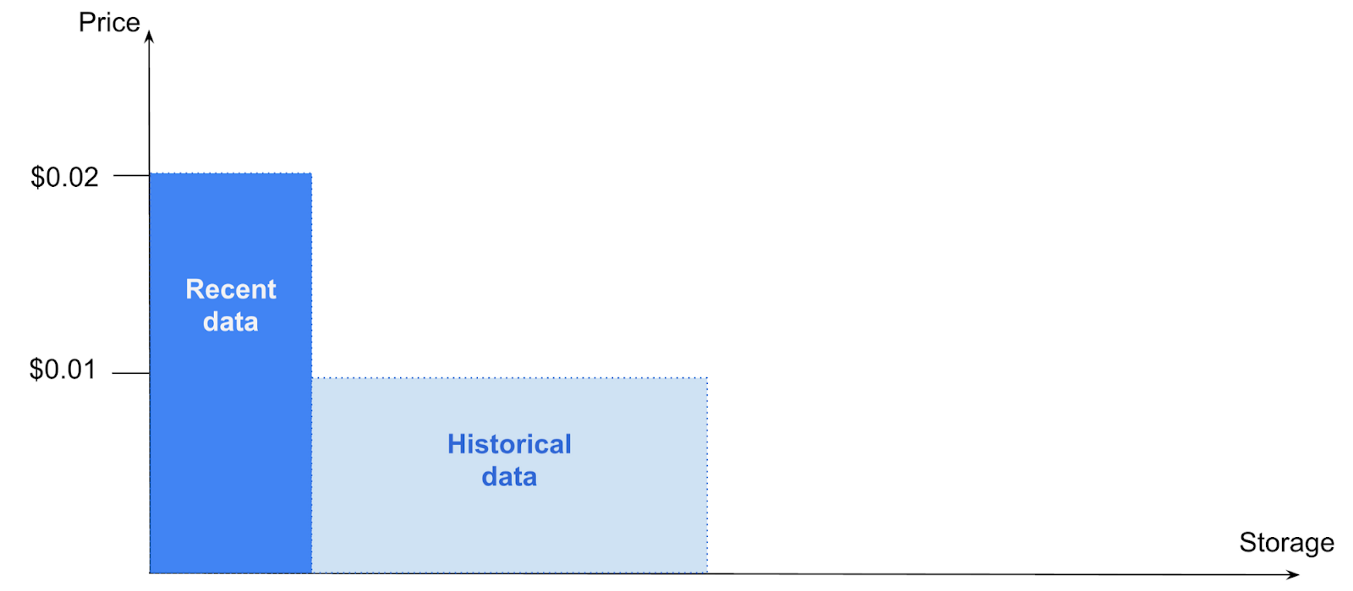 Price
$0.02
Recent
data
$0.01
Historical
data
Storage